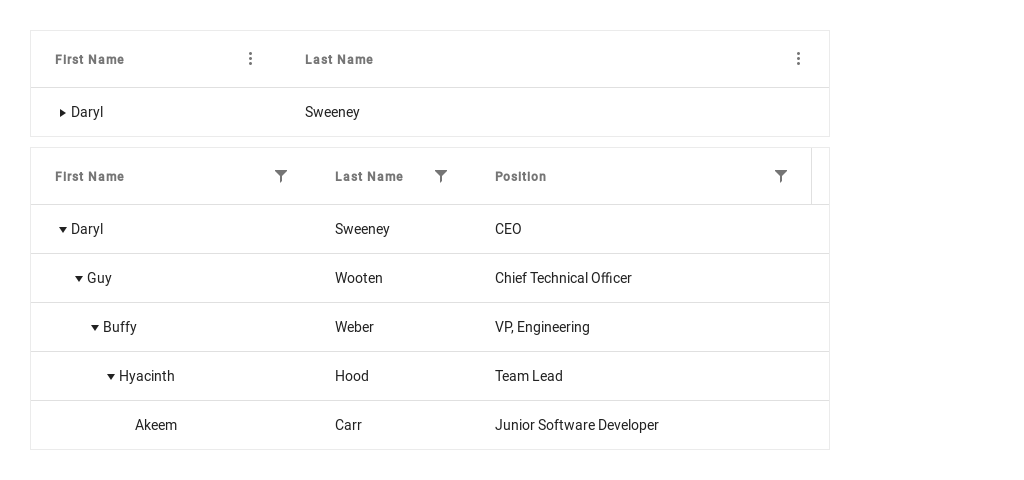 First Name Last Name
Daryl Sweeney
First Name Last Name Position
Daryl Sweeney CEO
Guy Wooten Chief Technical Officer
Buffy Weber VP, Engineering
Hyacinth Hood Team Lead
Akeem Carr Junior Software Developer